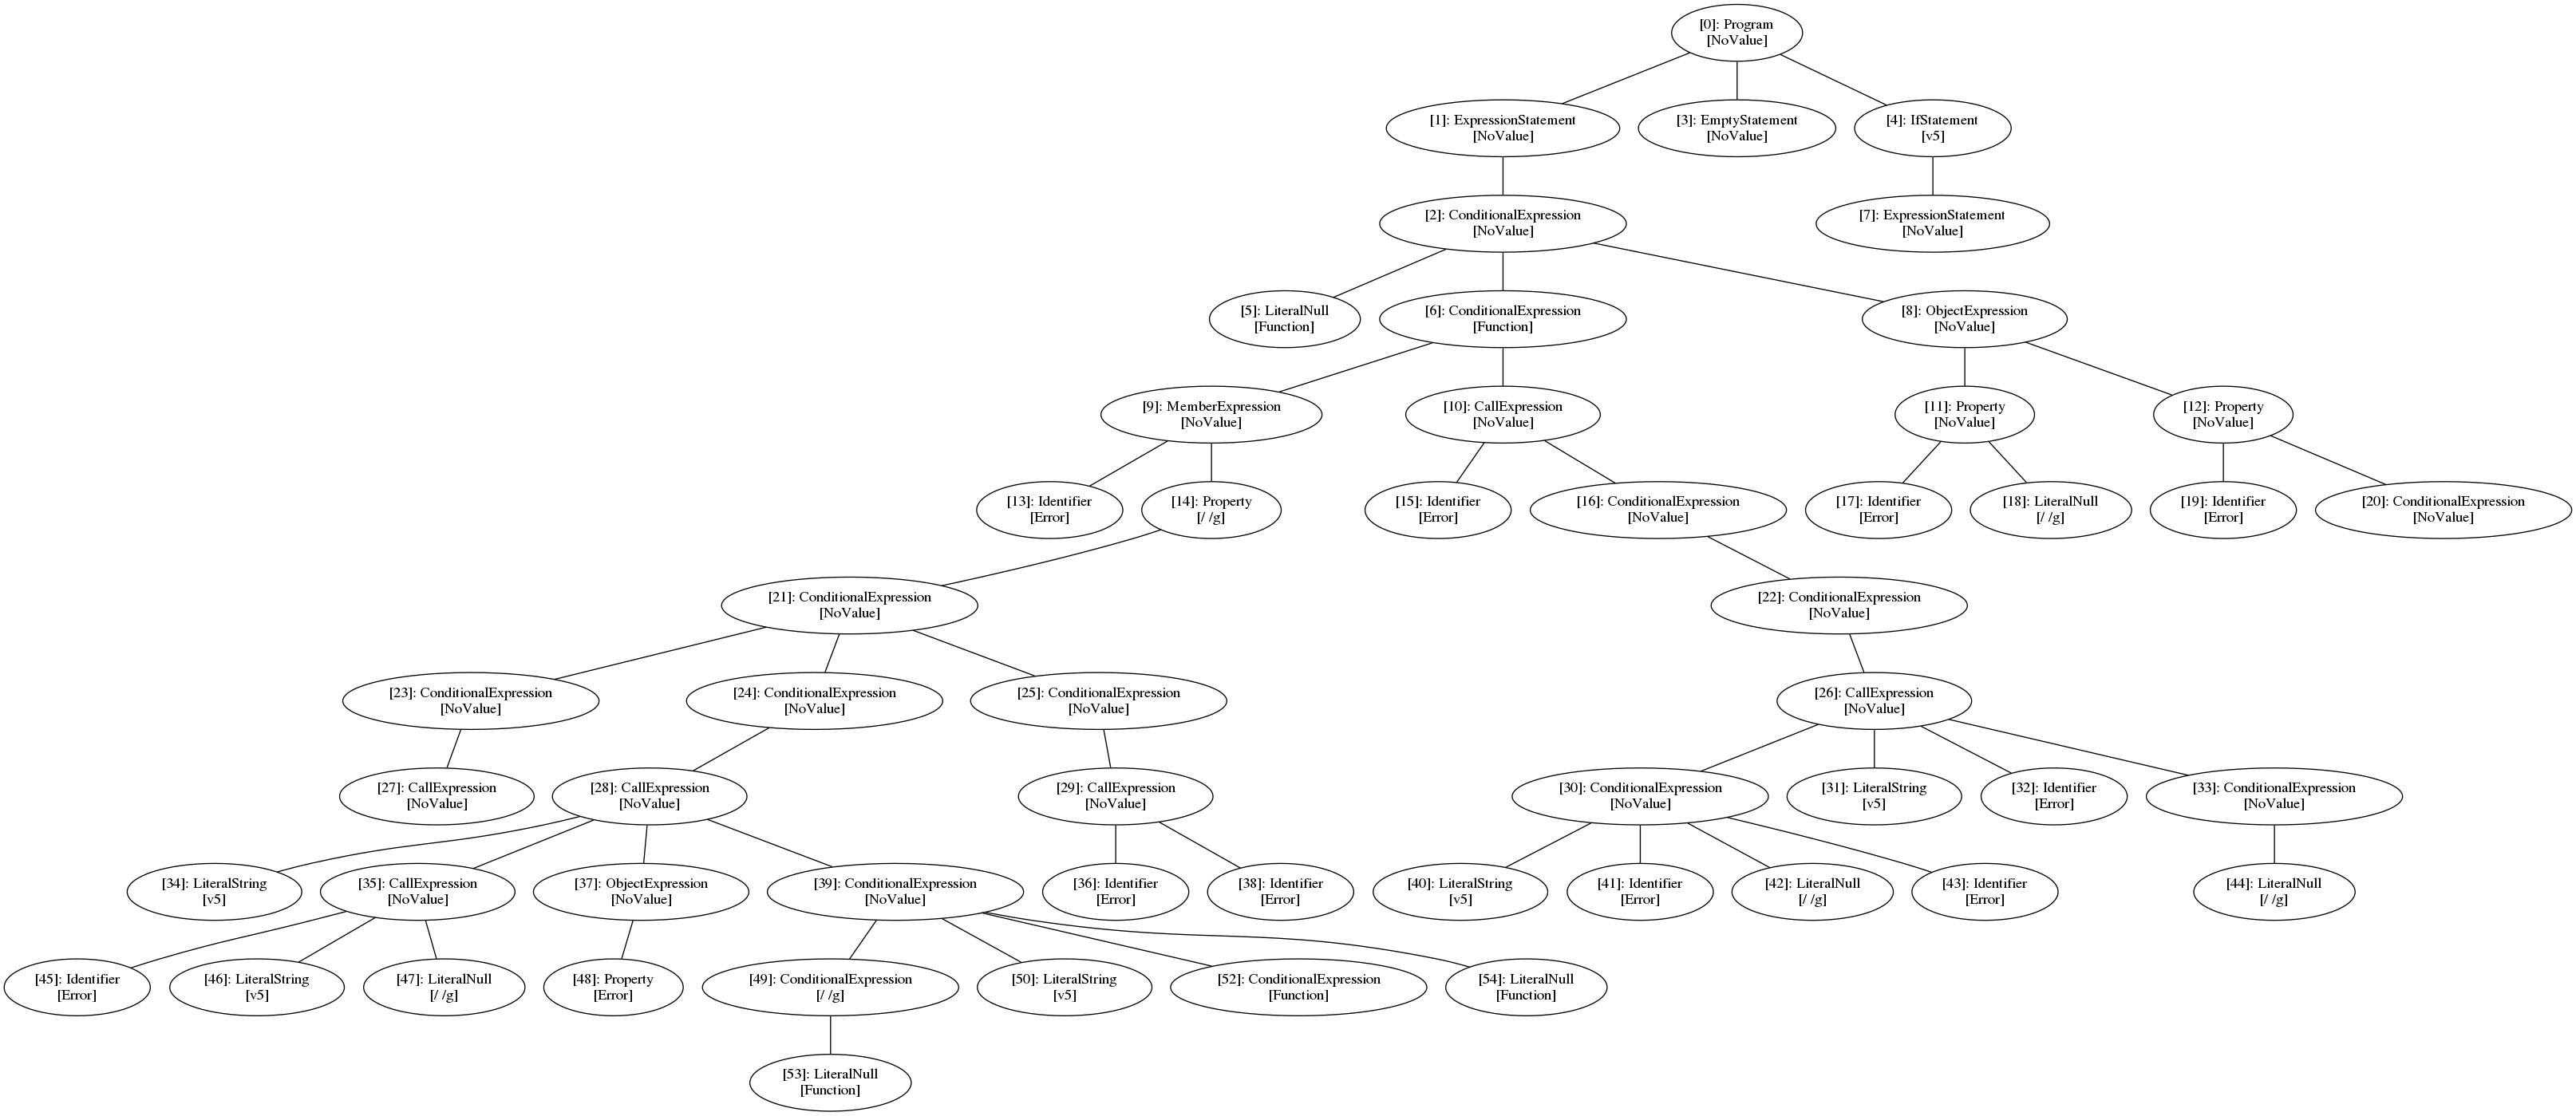 [0]: Program
[NoValue]
[1]: ExpressionStatement
[NoValue]
[3]: EmptyStatement
[NoValue]
[4]: IfStatement
[v5]
[2]: ConditionalExpression
[NoValue]
[7]: ExpressionStatement
[NoValue]
[5]: LiteralNull
[Function]
[6]: ConditionalExpression
[Function]
[8]: ObjectExpression
[NoValue]
[9]: MemberExpression
[NoValue]
[10]: CallExpression
[NoValue]
[11]: Property
[NoValue]
[12]: Property
[NoValue]
[13]: Identifier
[Error]
[14]: Property
[/ /g]
[15]: Identifier
[Error]
[16]: ConditionalExpression
[NoValue]
[17]: Identifier
[Error]
[18]: LiteralNull
[/ /g]
[19]: Identifier
[Error]
[20]: ConditionalExpression
[NoValue]
[21]: ConditionalExpression
[NoValue]
[22]: ConditionalExpression
[NoValue]
[23]: ConditionalExpression
[NoValue]
[24]: ConditionalExpression
[NoValue]
[25]: ConditionalExpression
[NoValue]
[26]: CallExpression
[NoValue]
[27]: CallExpression
[NoValue]
[28]: CallExpression
[NoValue]
[29]: CallExpression
[NoValue]
[30]: ConditionalExpression
[NoValue]
[31]: LiteralString
[v5]
[32]: Identifier
[Error]
[33]: ConditionalExpression
[NoValue]
[34]: LiteralString
[v5]
[35]: CallExpression
[NoValue]
[37]: ObjectExpression
[NoValue]
[39]: ConditionalExpression
[NoValue]
[36]: Identifier
[Error]
[38]: Identifier
[Error]
[40]: LiteralString
[v5]
[41]: Identifier
[Error]
[42]: LiteralNull
[/ /g]
[43]: Identifier
[Error]
[44]: LiteralNull
[/ /g]
[45]: Identifier
[Error]
[46]: LiteralString
[v5]
[47]: LiteralNull
[/ /g]
[48]: Property
[Error]
[49]: ConditionalExpression
[/ /g]
[50]: LiteralString
[v5]
[52]: ConditionalExpression
[Function]
[54]: LiteralNull
[Function]
[53]: LiteralNull
[Function]